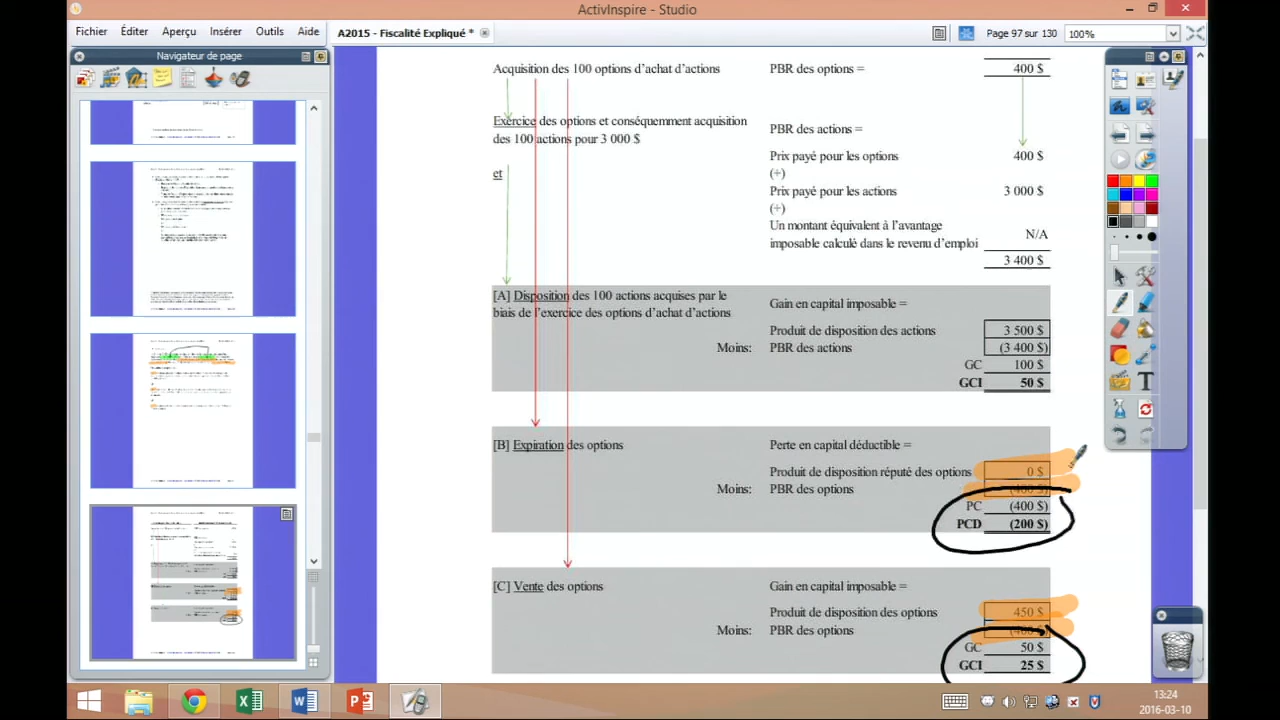 ActivInspire - Studio
Fichier Éditer Aperçu Insérer Outils Aide
A2015 - Fiscalité Expliqué *
Page 97 sur 130
100%
Navigateur de page
Acquisition des 100 options d'achat d'actions PBR des options = 400 $
Exercice des options et conséquemment acquisition
des 100 actions pour 3 000 $
PBR des actions =
et
Prix payé pour les options 400 $
(+)
Prix payé pour les actions 3 000 $
(+)
Un montant équivalent à l'avantage
imposable calculé dans le revenu d'emploi N/A
3 400 $
[A] Disposition des 100 actions acquises par le
biais de l'exercice des options d'achat d'actions
Gain en capital imposable =
Produit de disposition des actions 3 500 $
Moins: PBR des actions (3 400 $)
GC 100 $
GCI 50 $
[B] Expiration des options Perte en capital déductible =
Produit de disposition réputé des options 0 $
Moins: PBR des options (400 $)
PC (400 $)
PCD (200 $)
[C] Vente des options Gain en capital imposable =
Produit de disposition des options 450 $
Moins: PBR des options (400 $)
GC 50 $
GCI 25 $
13:24
2016-03-10